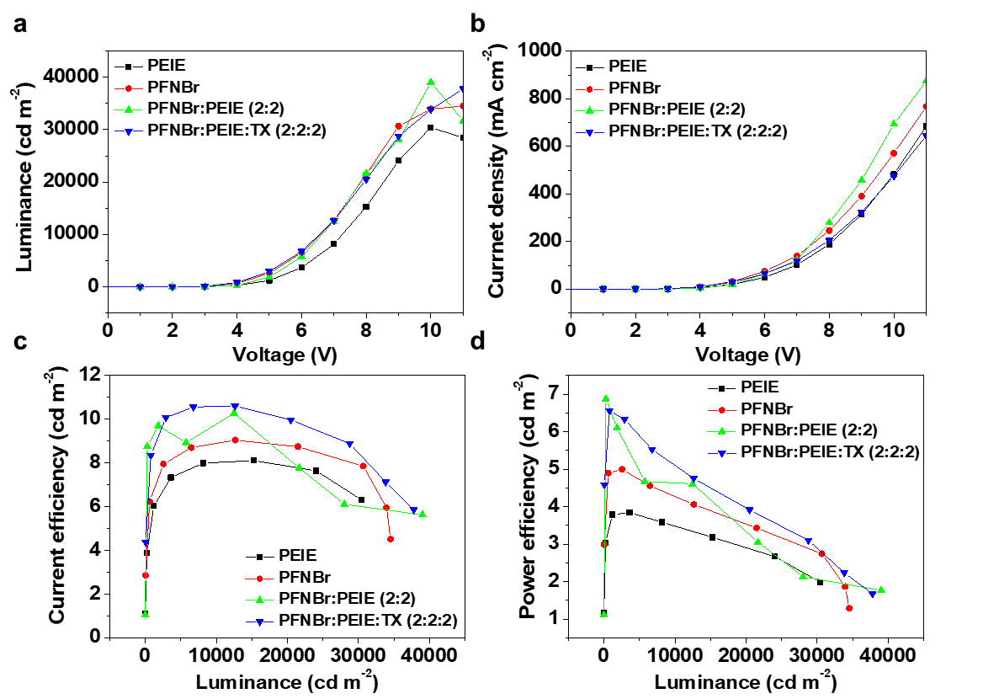 a
Luminance (cd m-2)
40000
30000
20000
10000
0
PEIE
PFNBr
PFNBr:PEIE (2:2)
PFNBr:PEIE:TX (2:2:2)
0 2 4 6 8 10
Voltage (V)
b
Currrnet density (mA cm-2)
1000
800
600
400
200
0
PEIE
PFNBr
PFNBr:PEIE (2:2)
PFNBr:PEIE:TX (2:2:2)
0 2 4 6 8 10
Voltage (V)
c
Current efficiency (cd m-2)
12
10
8
6
4
2
0
PEIE
PFNBr
PFNBr:PEIE (2:2)
PFNBr:PEIE:TX (2:2:2)
0 10000 20000 30000 40000
Luminance (cd m-2)
d
Power efficiency (cd m-2)
7
6
5
4
3
2
1
PEIE
PFNBr
PFNBr:PEIE (2:2)
PFNBr:PEIE:TX (2:2:2)
0 10000 20000 30000 40000
Luminance (cd m-2)